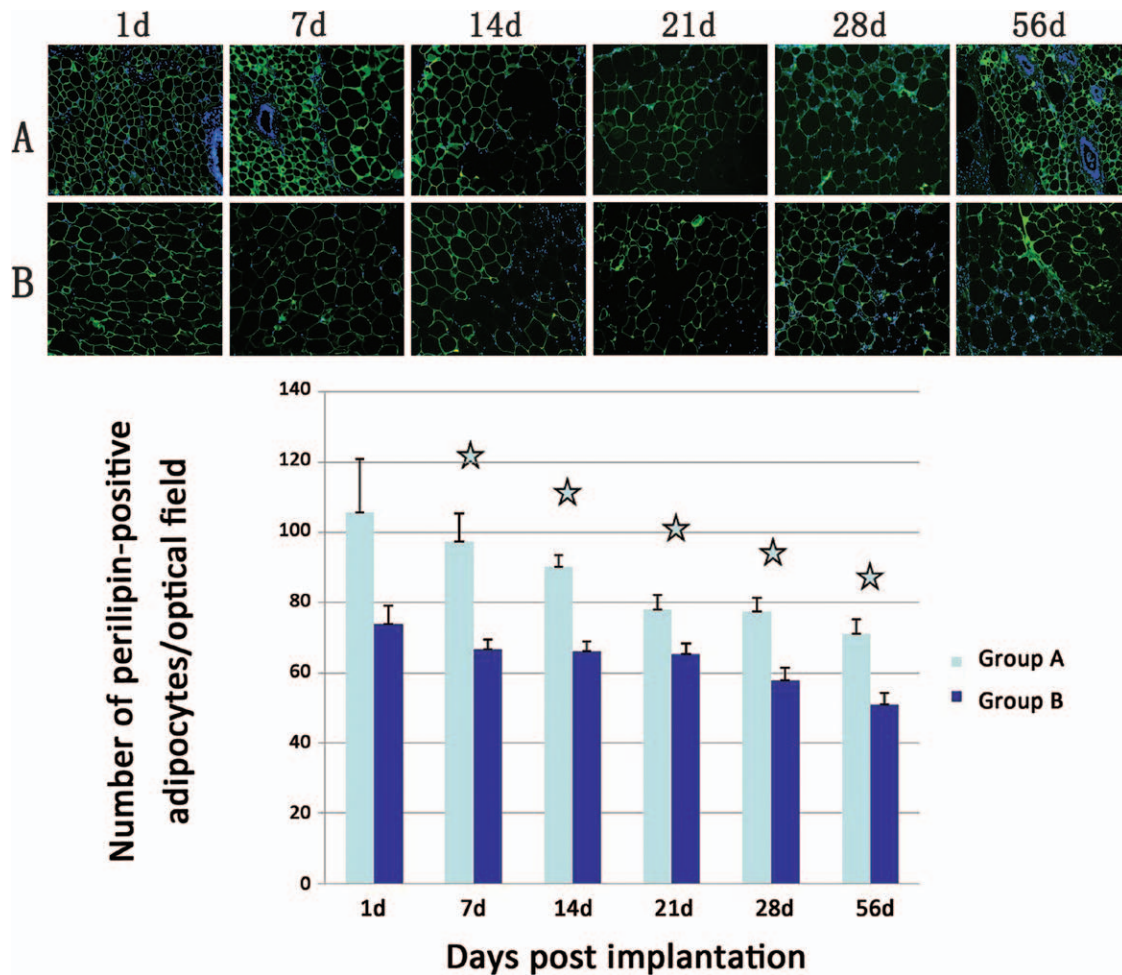 1d 7d 14d 21d 28d 56d
A
B
Number of perilipin-positive
adipocytes/optical field
140
120
100
80
60
40
20
0
1d 7d 14d 21d 28d 56d
Days post implantation
Group A
Group B